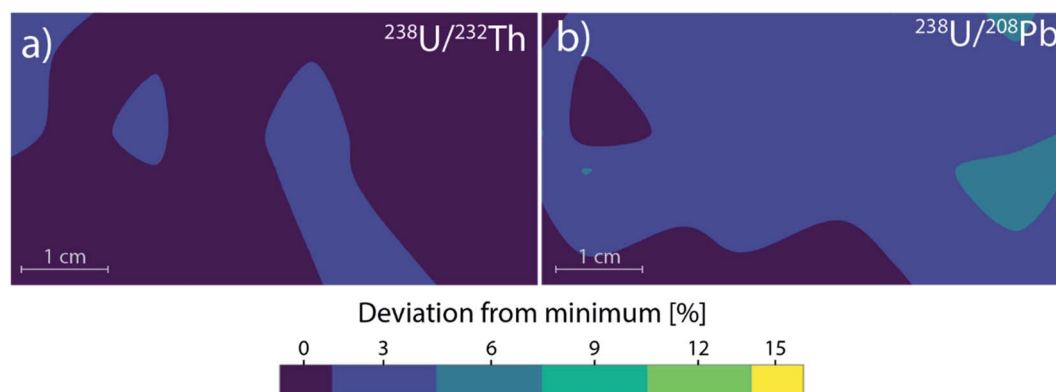 a)
²³⁸U/²³²Th
b)
²³⁸U/²⁰⁸Pb
1 cm
1 cm
Deviation from minimum [%]
0 3 6 9 12 15